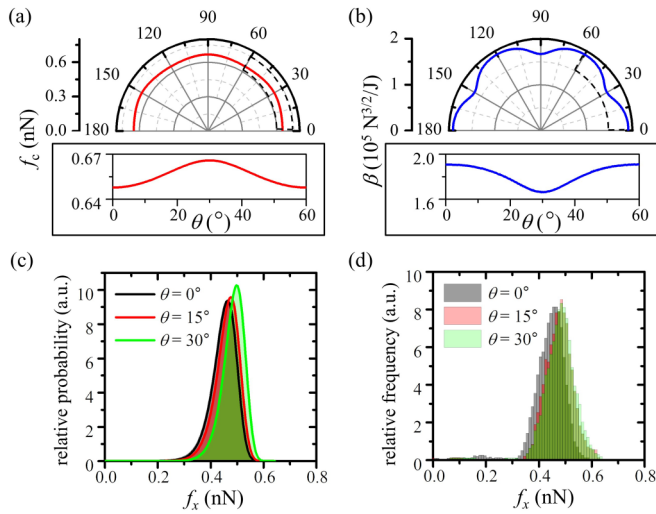 (a)
90
120
60
150
30
180
0
0.6
0.3
0.0
f_c (nN)
0.67
0.64
0
20
40
60
θ (°)
(b)
90
120
60
150
30
180
0
2
1
0
β (10^5 N^3/2/J)
2.0
1.6
0
20
40
60
θ (°)
(c)
relative probability (a.u.)
10
8
6
4
2
0
θ = 0°
θ = 15°
θ = 30°
0.0 0.2 0.4 0.6 0.8
f_x (nN)
(d)
relative frequency (a.u.)
10
8
6
4
2
0
θ = 0°
θ = 15°
θ = 30°
0.0 0.2 0.4 0.6 0.8
f_x (nN)